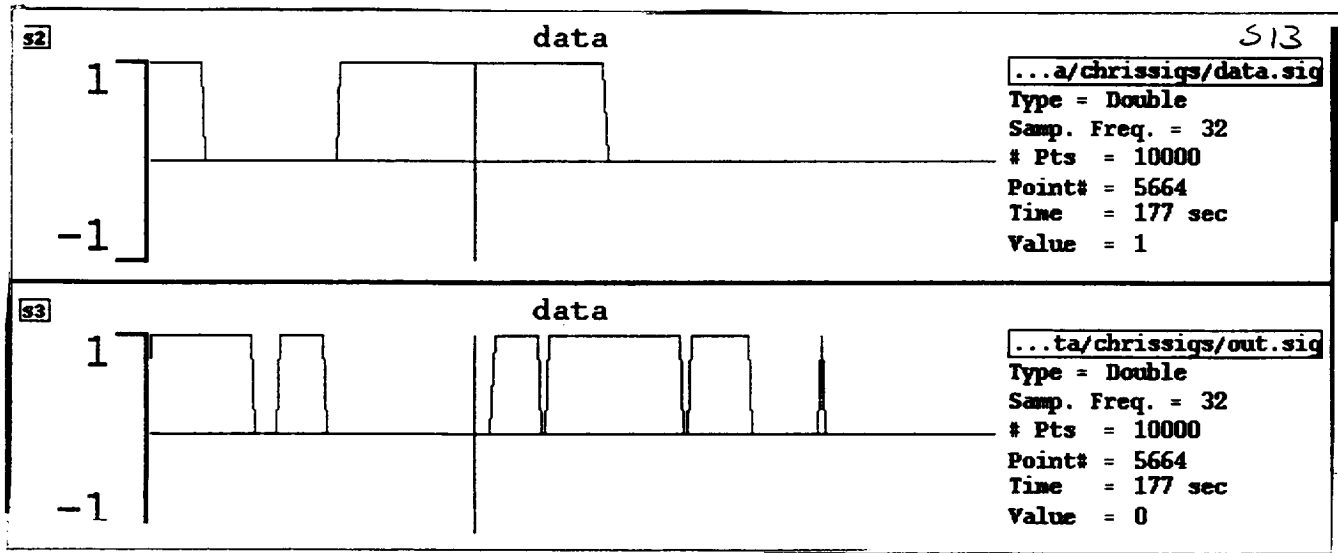 s2
data
S13
1
-1
...a/chrissigs/data.sig
Type = Double
Samp. Freq. = 32
# Pts = 10000
Point# = 5664
Time = 177 sec
Value = 1
s3
data
1
-1
...ta/chrissigs/out.sig
Type = Double
Samp. Freq. = 32
# Pts = 10000
Point# = 5664
Time = 177 sec
Value = 0